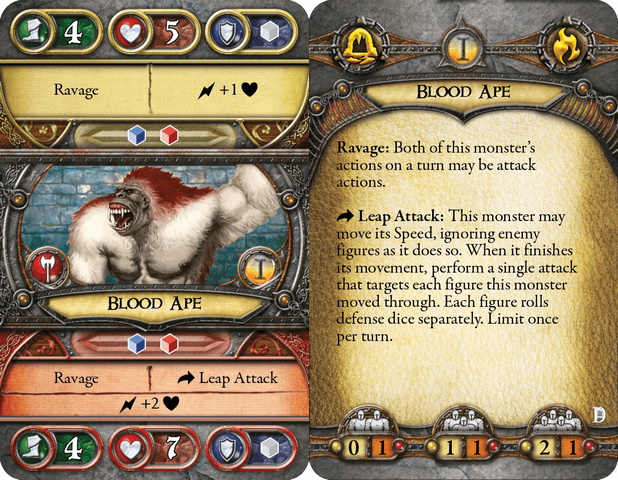 4 5
Ravage
+1
I
BLOOD APE
Ravage Leap Attack
+2
4 7
I
BLOOD APE
Ravage: Both of this monster's
actions on a turn may be attack
actions.
Leap Attack: This monster may
move its Speed, ignoring enemy
figures as it does so. When it finishes
its movement, perform a single attack
that targets each figure this monster
moved through. Each figure rolls
defense dice separately. Limit once
per turn.
D
0 1 1 1 2 1